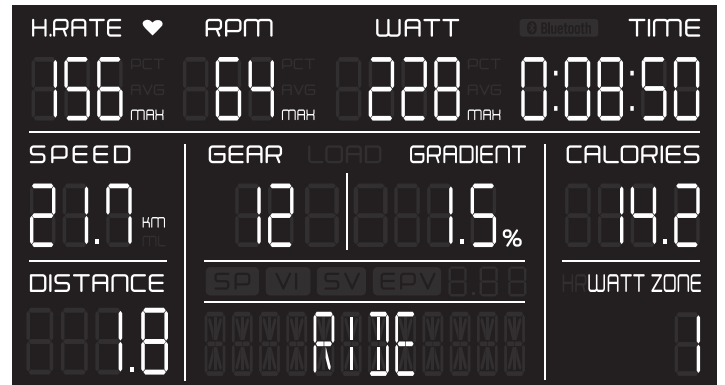 H.RATE ♥ RPM WATT Bluetooth TIME
PCT PCT PCT
AVG AVG AVG
156 MAX 64 MAX 228 MAX 0:08:50
SPEED GEAR LOAD GRADIENT CALORIES
21.7 KM 12 1.5% 14.2
ML
DISTANCE SP VI SV EPV 8.88 HR WATT ZONE
1.8 RIDE 1